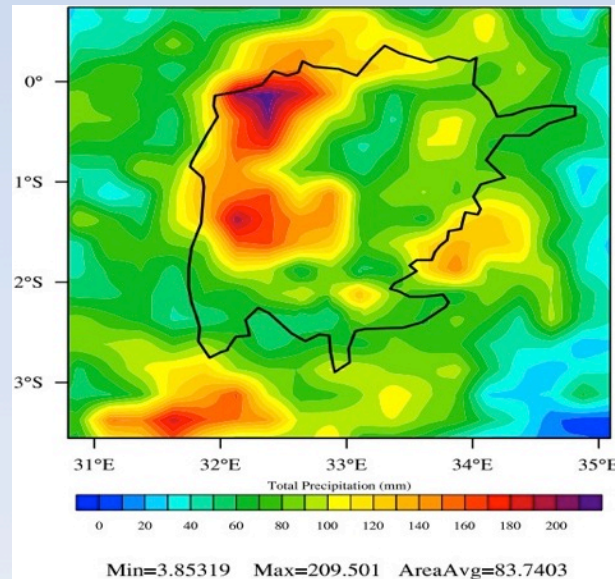 0°
1°S
2°S
3°S
31°E 32°E 33°E 34°E 35°E
Total Precipitation (mm)
0 20 40 60 80 100 120 140 160 180 200
Min=3.85319 Max=209.501 AreaAvg=83.7403